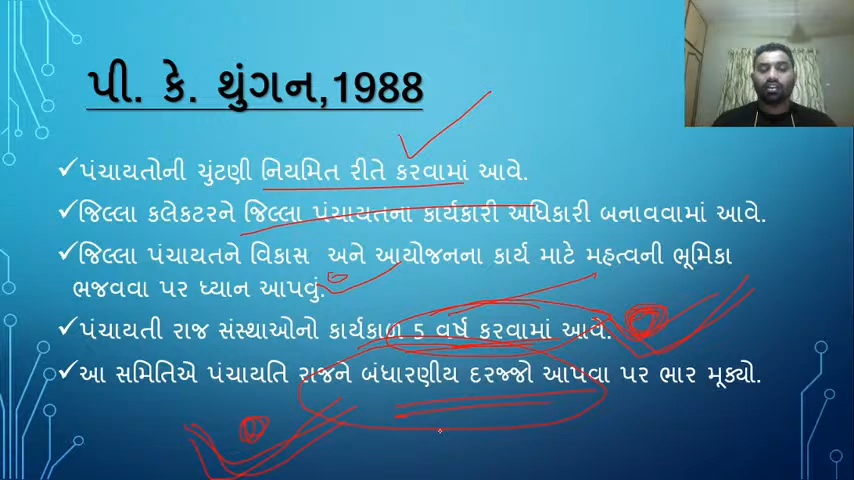 પી. કે. થુંગન,1988
✓પંચાયતોની ચુંટણી નિયમિત રીતે કરવામાં આવે.
✓જિલ્લા કલેકટરને જિલ્લા પંચાયતના કાર્યકારી અધિકારી બનાવવામાં આવે.
✓જિલ્લા પંચાયતને વિકાસ અને આયોજનના કાર્ય માટે મહત્વની ભૂમિકા
ભજવવા પર ધ્યાન આપવું.
✓પંચાયતી રાજ સંસ્થાઓનો કાર્યકાળ 5 વર્ષ કરવામાં આવે.
✓આ સમિતિએ પંચાયતિ રાજને બંધારણીય દરજ્જો આપવા પર ભાર મૂક્યો.